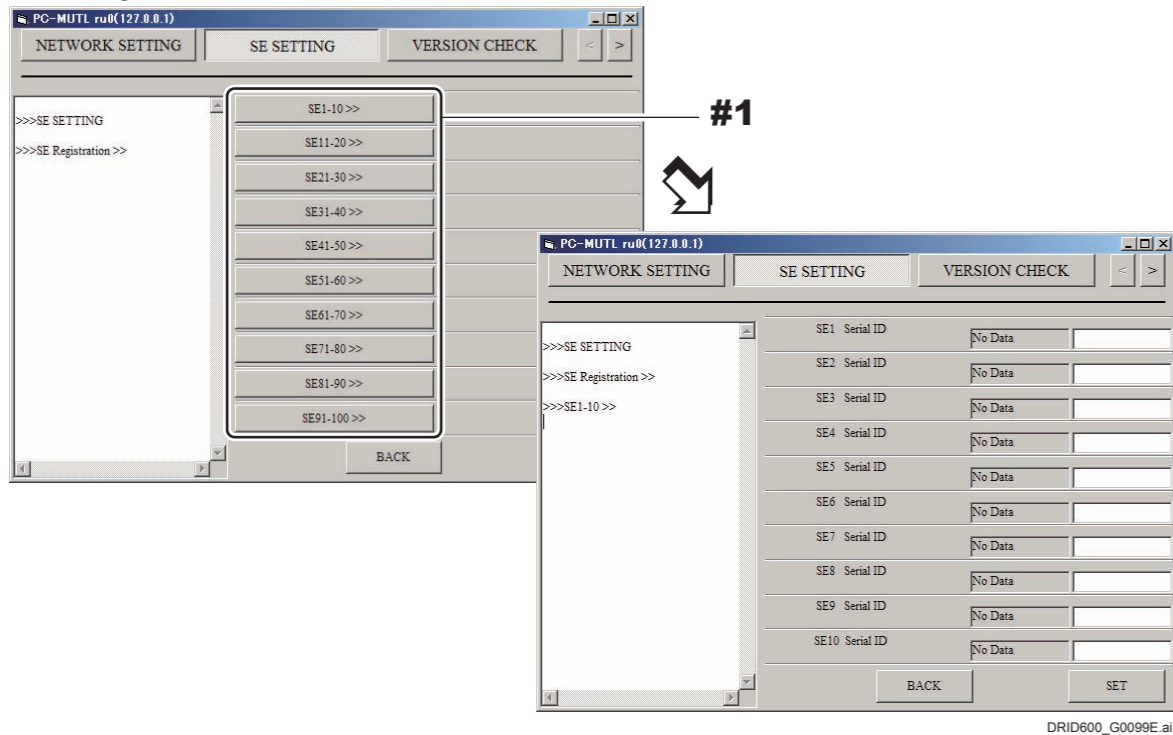 PC-MUTL ru0(127.0.0.1)
NETWORK SETTING SE SETTING VERSION CHECK < >
>>>SE SETTING
>>>SE Registration >>
SE1-10 >>
SE11-20 >>
SE21-30 >>
SE31-40 >>
SE41-50 >>
SE51-60 >>
SE61-70 >>
SE71-80 >>
SE81-90 >>
SE91-100 >>
BACK
#1
PC-MUTL ru0(127.0.0.1)
NETWORK SETTING SE SETTING VERSION CHECK < >
>>>SE SETTING
>>>SE Registration >>
>>>SE1-10 >>
SE1 Serial ID No Data
SE2 Serial ID No Data
SE3 Serial ID No Data
SE4 Serial ID No Data
SE5 Serial ID No Data
SE6 Serial ID No Data
SE7 Serial ID No Data
SE8 Serial ID No Data
SE9 Serial ID No Data
SE10 Serial ID No Data
BACK SET
DRID600_G0099E.ai